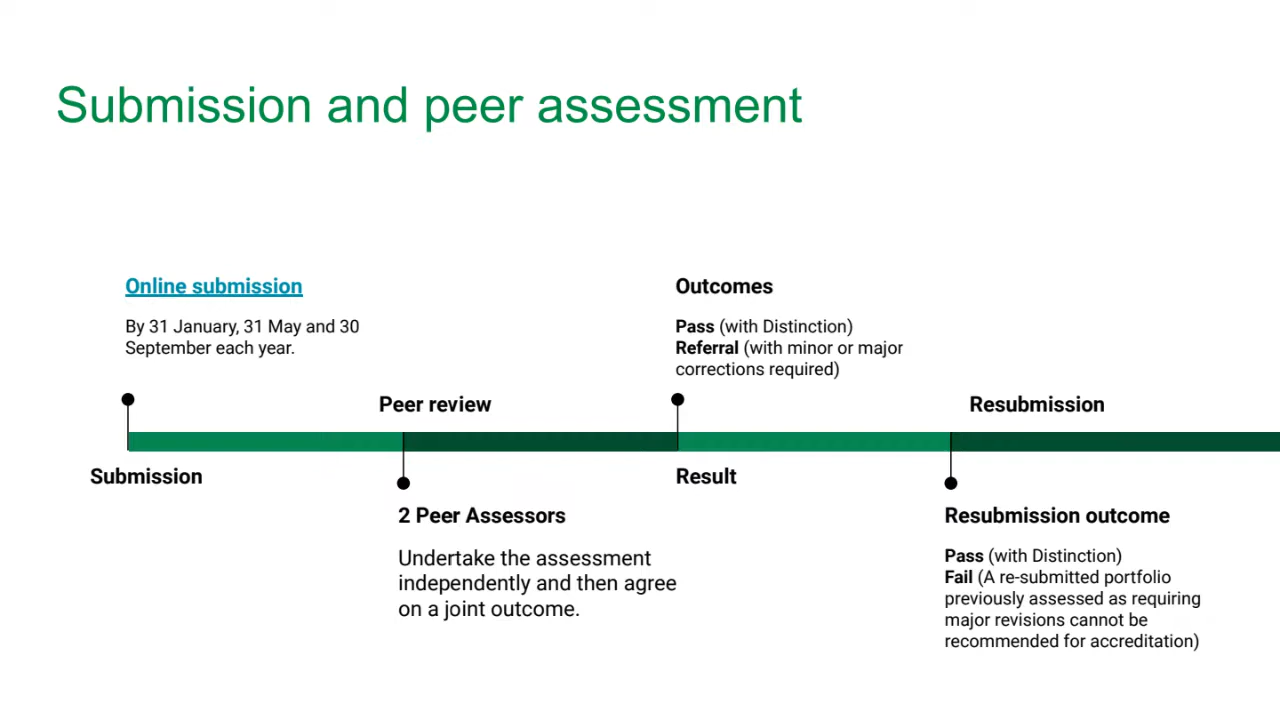 Submission and peer assessment
Online submission
By 31 January, 31 May and 30
September each year.
Outcomes
Pass (with Distinction)
Referral (with minor or major
corrections required)
Peer review
Resubmission
Submission
Result
2 Peer Assessors
Undertake the assessment
independently and then agree
on a joint outcome.
Resubmission outcome
Pass (with Distinction)
Fail (A re-submitted portfolio
previously assessed as requiring
major revisions cannot be
recommended for accreditation)